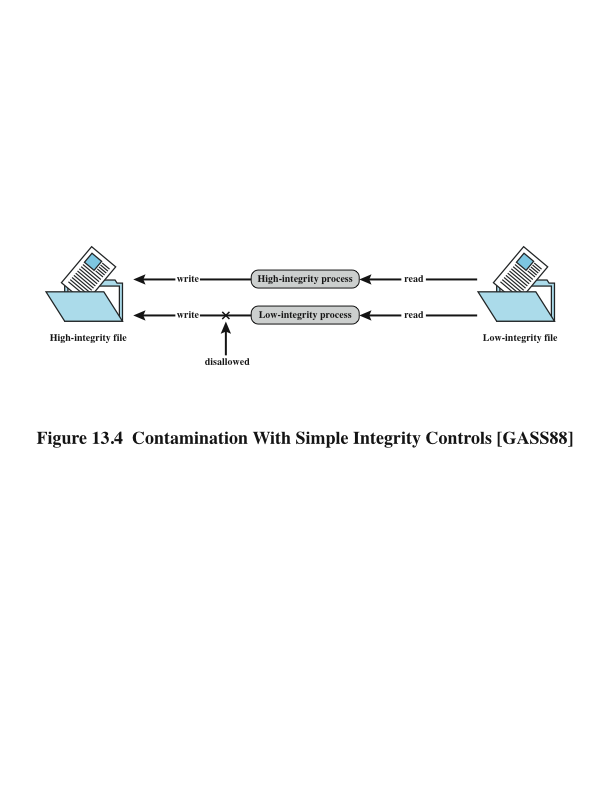 write High-integrity process read
write Low-integrity process read
High-integrity file Low-integrity file
disallowed
Figure 13.4 Contamination With Simple Integrity Controls [GASS88]